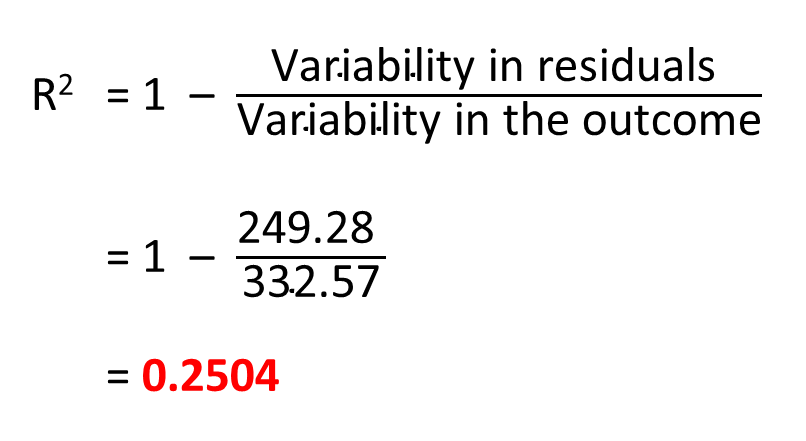 R² = 1 − Variability in residuals
Variability in the outcome
= 1 − 249.28
332.57
= 0.2504